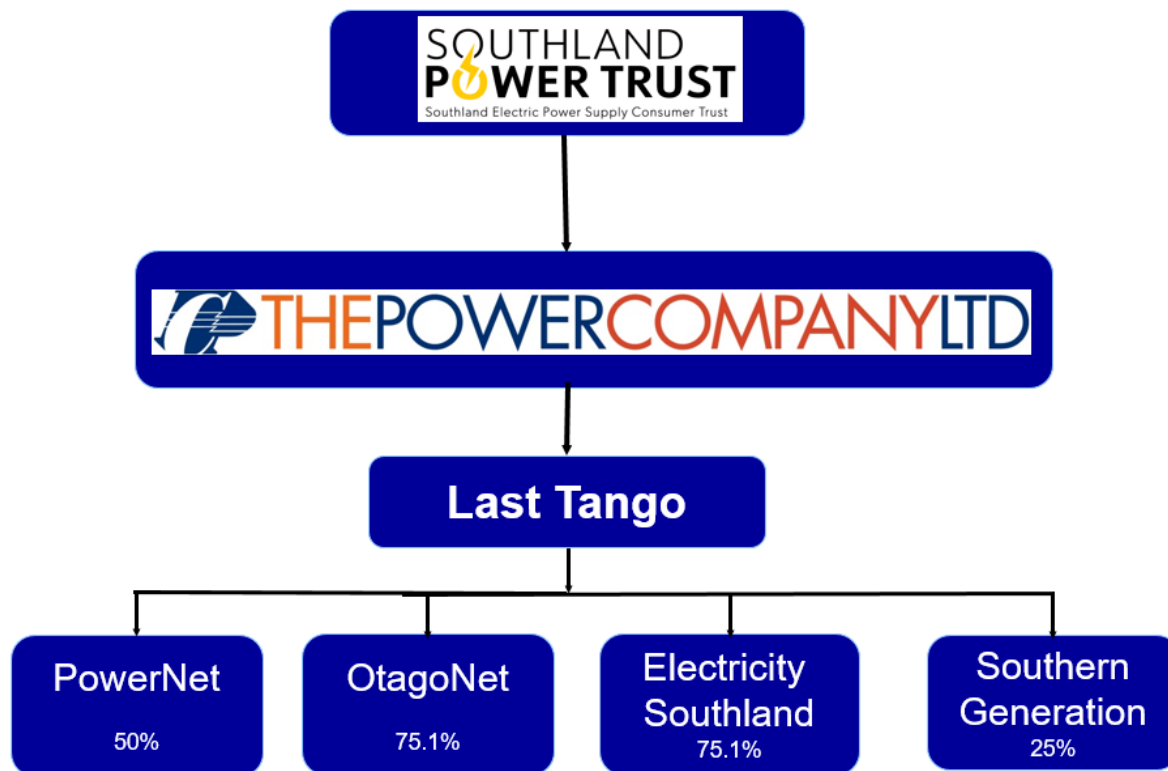 SOUTHLAND
POWER TRUST
Southland Electric Power Supply Consumer Trust
THEPOWERCOMPANYLTD
Last Tango
PowerNet
50%
OtagoNet
75.1%
Electricity
Southland
75.1%
Southern
Generation
25%